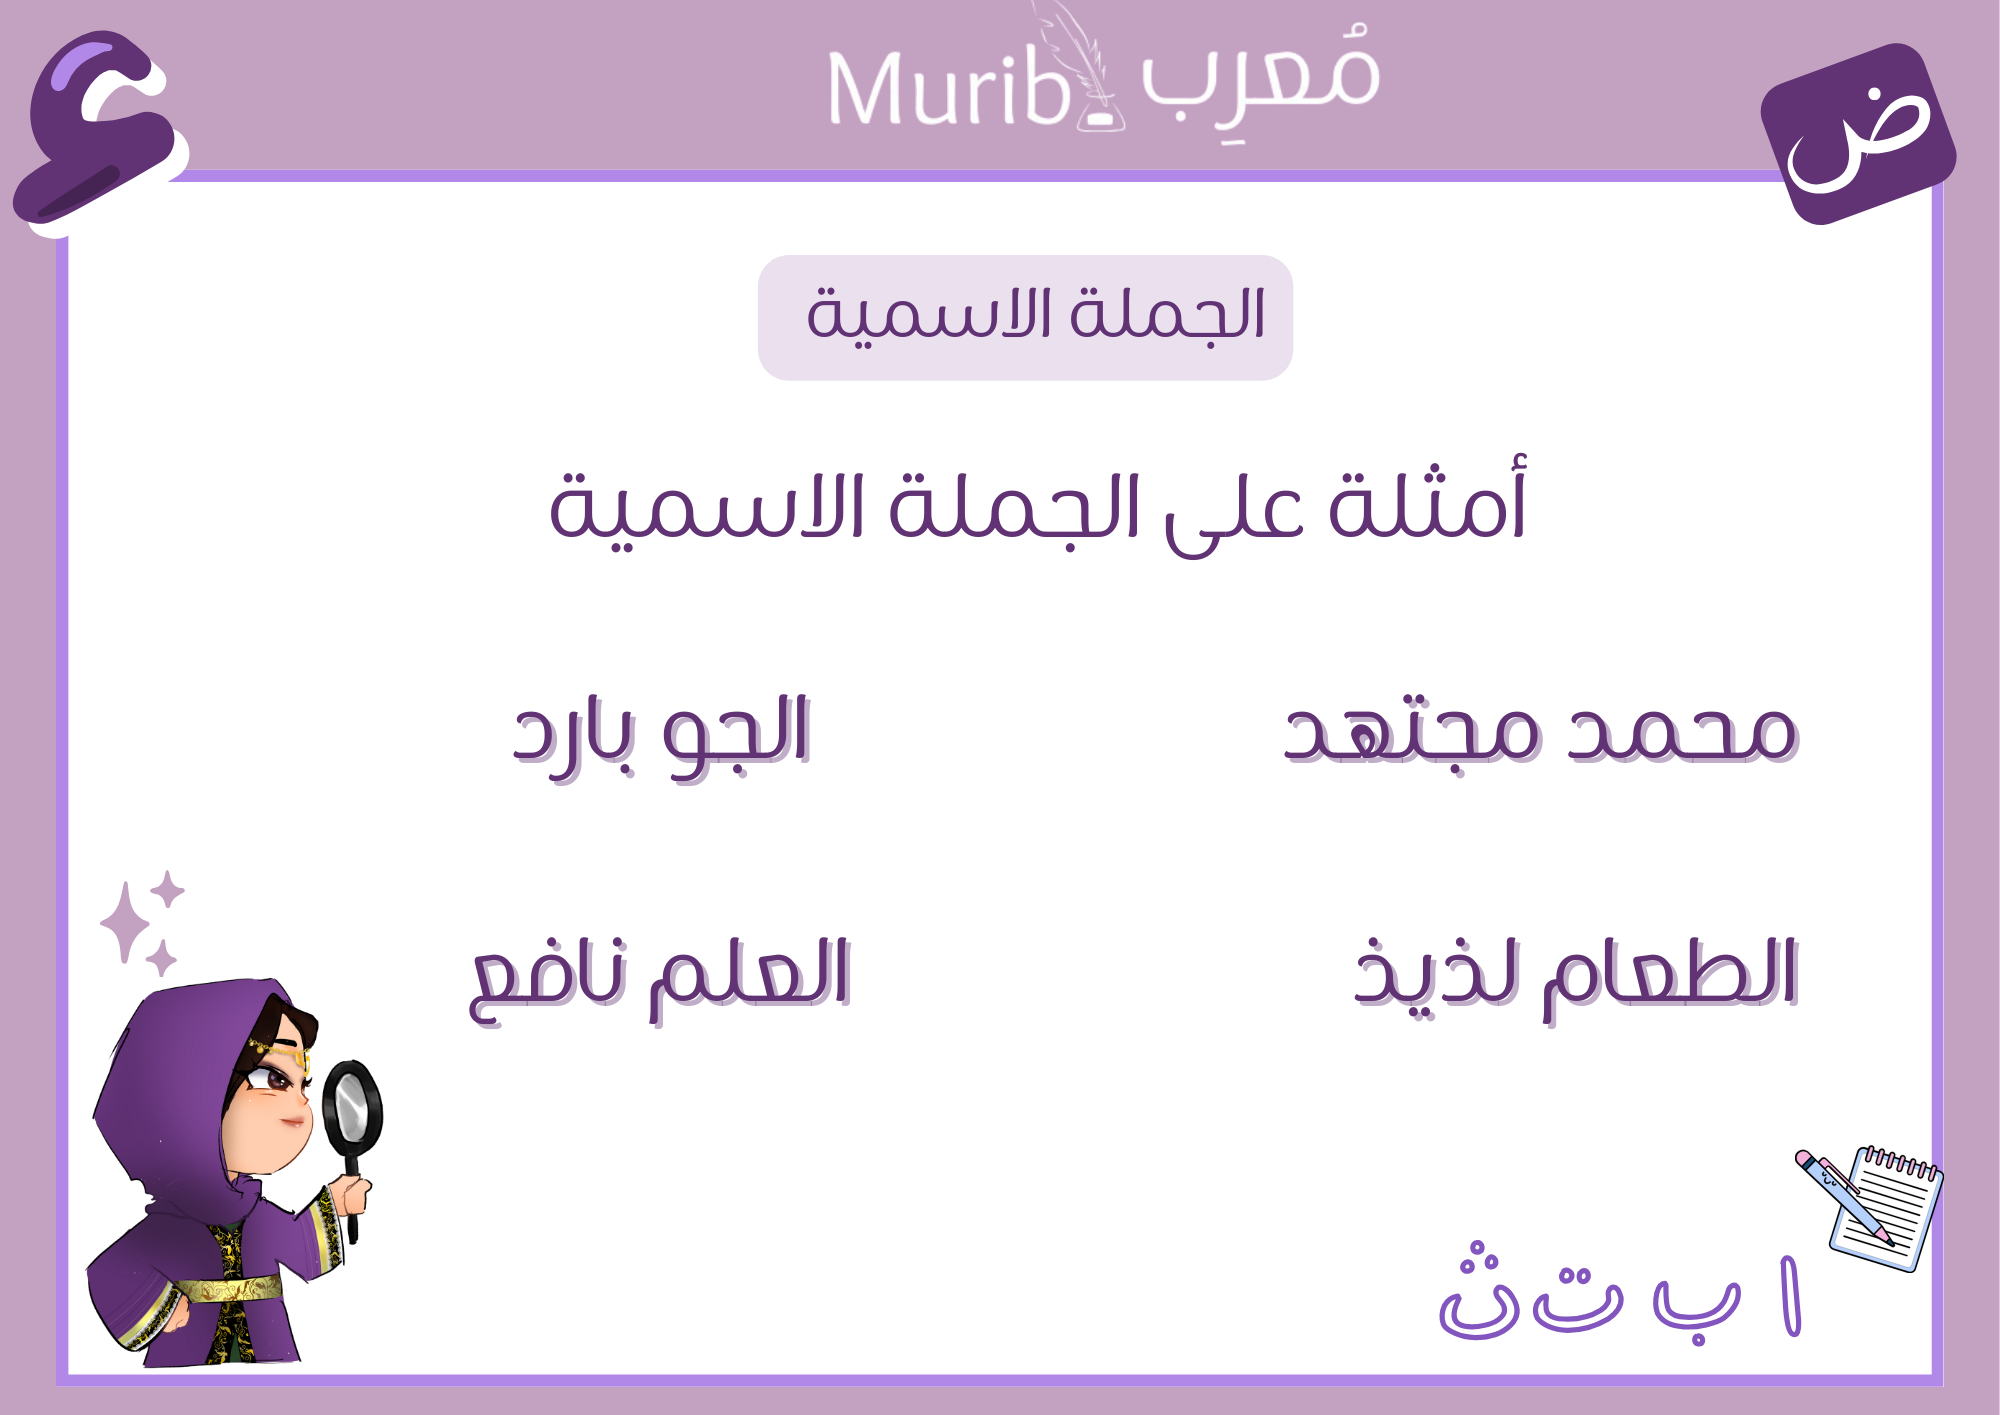 Murib مُعرِب
ض
ء
الجملة الاسمية
أمثلة على الجملة الاسمية
محمد مجتهد
الجو بارد
الطعام لذيذ
العلم نافع
ا ب ت ث